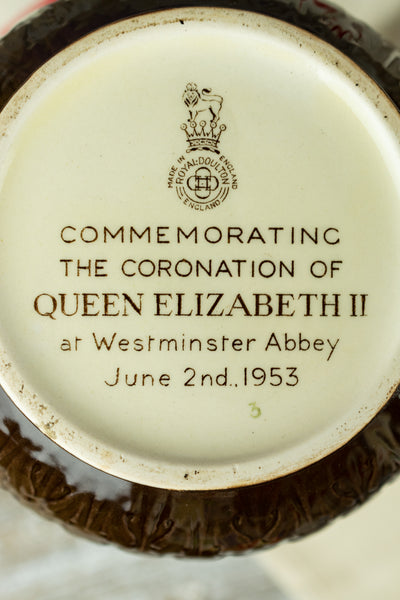 MADE IN ENGLAND
ROYAL·DOULTON
ENGLAND
COMMEMORATING
THE CORONATION OF
QUEEN ELIZABETH II
at Westminster Abbey
June 2nd., 1953
3